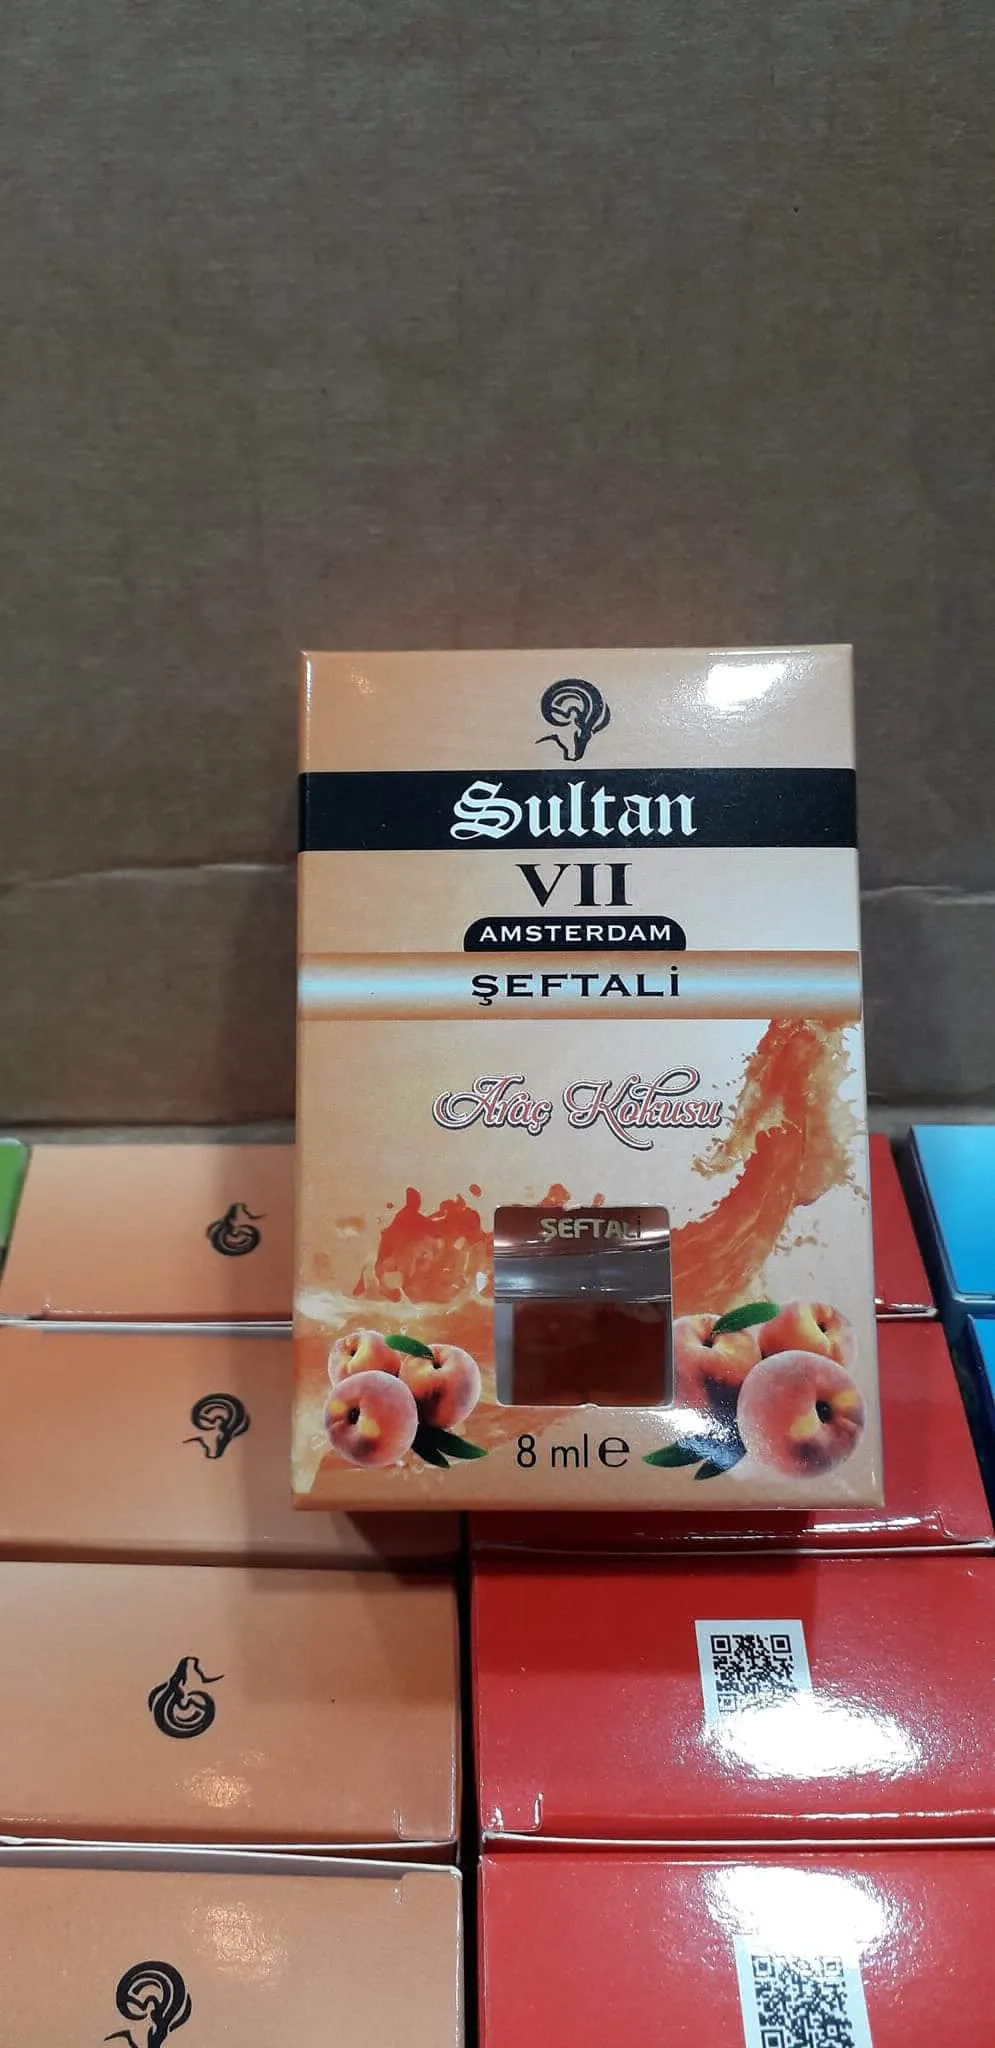 Sultan
VII
AMSTERDAM
ŞEFTALİ
Araç Kokusu
ŞEFTALİ
8 ml e